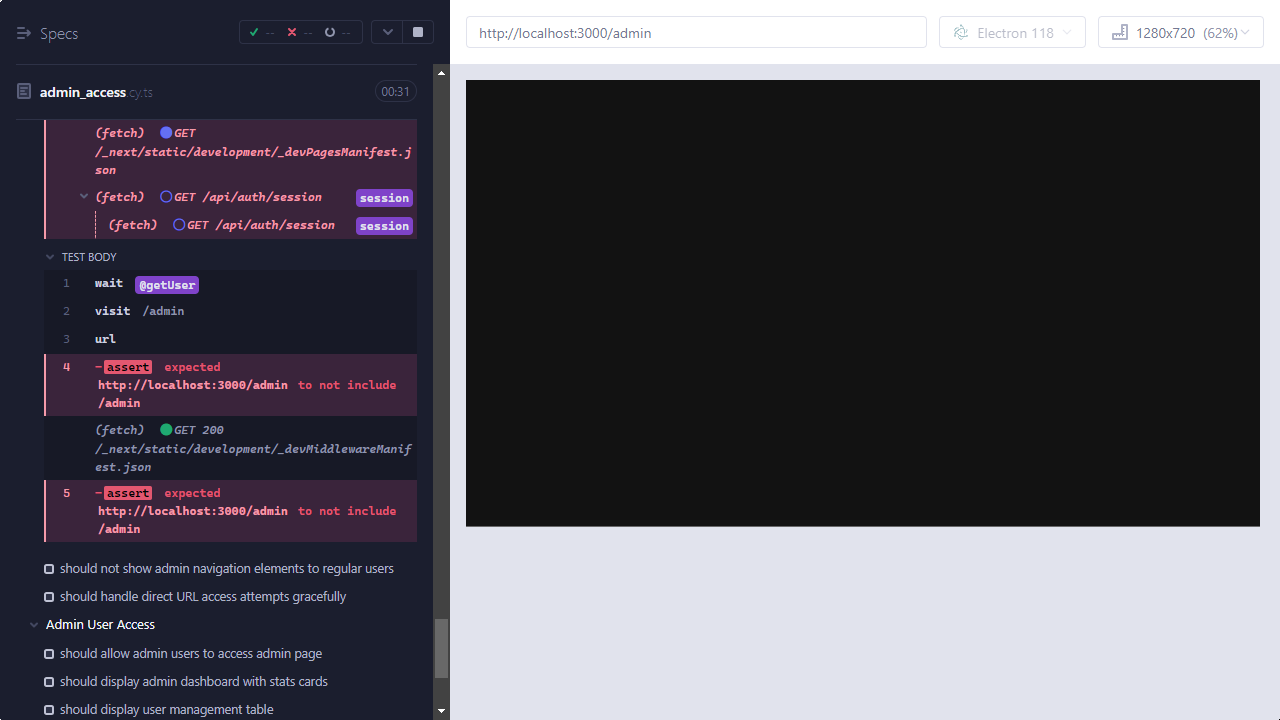 Specs
--
--
--
http://localhost:3000/admin
Electron 118
1280x720 (62%)
admin_access.cy.ts
00:31
(fetch) GET
/_next/static/development/_devPagesManifest.j
son
(fetch) GET /api/auth/session session
(fetch) GET /api/auth/session session
TEST BODY
1 wait @getUser
2 visit /admin
3 url
4 -assert expected
http://localhost:3000/admin to not include
/admin
(fetch) GET 200
/_next/static/development/_devMiddlewareManif
est.json
5 -assert expected
http://localhost:3000/admin to not include
/admin
should not show admin navigation elements to regular users
should handle direct URL access attempts gracefully
Admin User Access
should allow admin users to access admin page
should display admin dashboard with stats cards
should display user management table